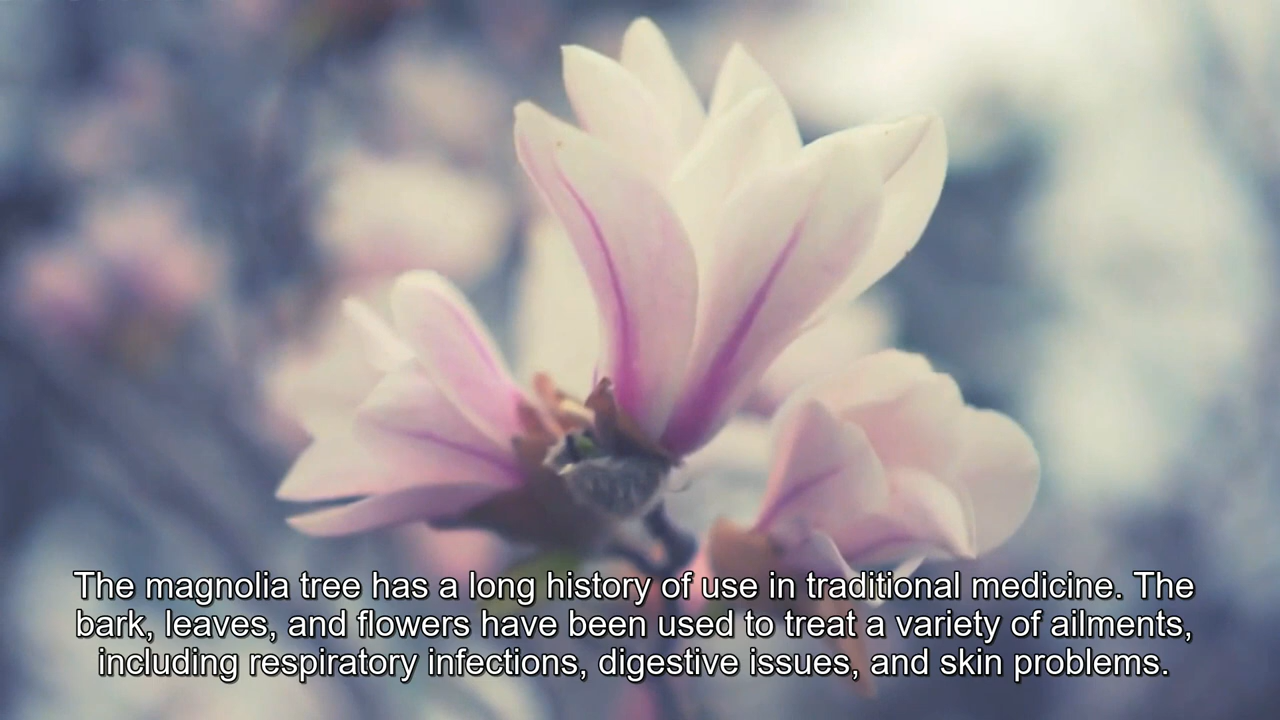 The magnolia tree has a long history of use in traditional medicine. The
bark, leaves, and flowers have been used to treat a variety of ailments,
including respiratory infections, digestive issues, and skin problems.